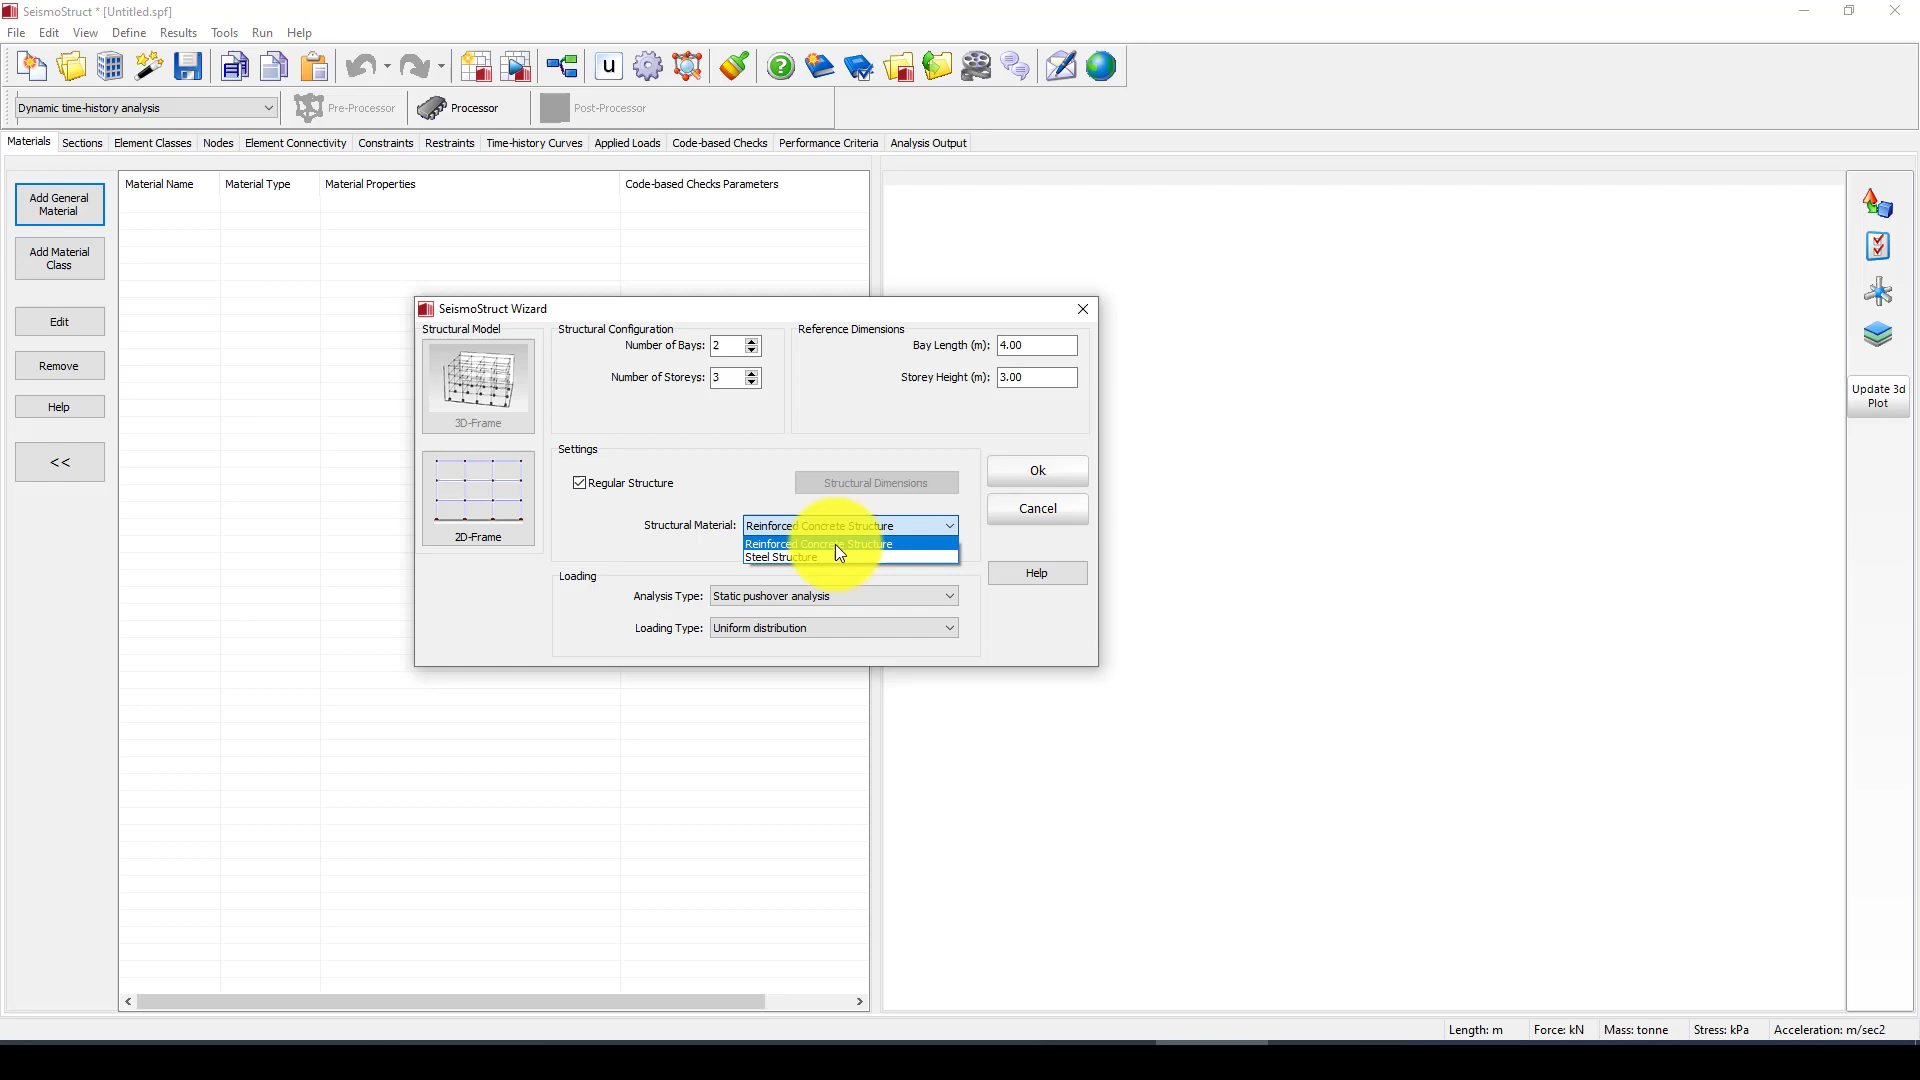 SeismoStruct * [Untitled.spf]
File Edit View Define Results Tools Run Help
u
Dynamic time-history analysis Pre-Processor Processor Post-Processor
Materials Sections Element Classes Nodes Element Connectivity Constraints Restraints Time-history Curves Applied Loads Code-based Checks Performance Criteria Analysis Output
Add General
Material
Add Material
Class
Edit
Remove
Help
<<
Material Name Material Type Material Properties Code-based Checks Parameters
SeismoStruct Wizard
Structural Model
3D-Frame
2D-Frame
Structural Configuration
Number of Bays: 2
Number of Storeys: 3
Reference Dimensions
Bay Length (m): 4.00
Storey Height (m): 3.00
Settings
Regular Structure
Structural Dimensions
Structural Material: Reinforced Concrete Structure
Reinforced Concrete Structure
Steel Structure
Ok
Cancel
Help
Loading
Analysis Type: Static pushover analysis
Loading Type: Uniform distribution
Update 3d
Plot
Length: m Force: kN Mass: tonne Stress: kPa Acceleration: m/sec2